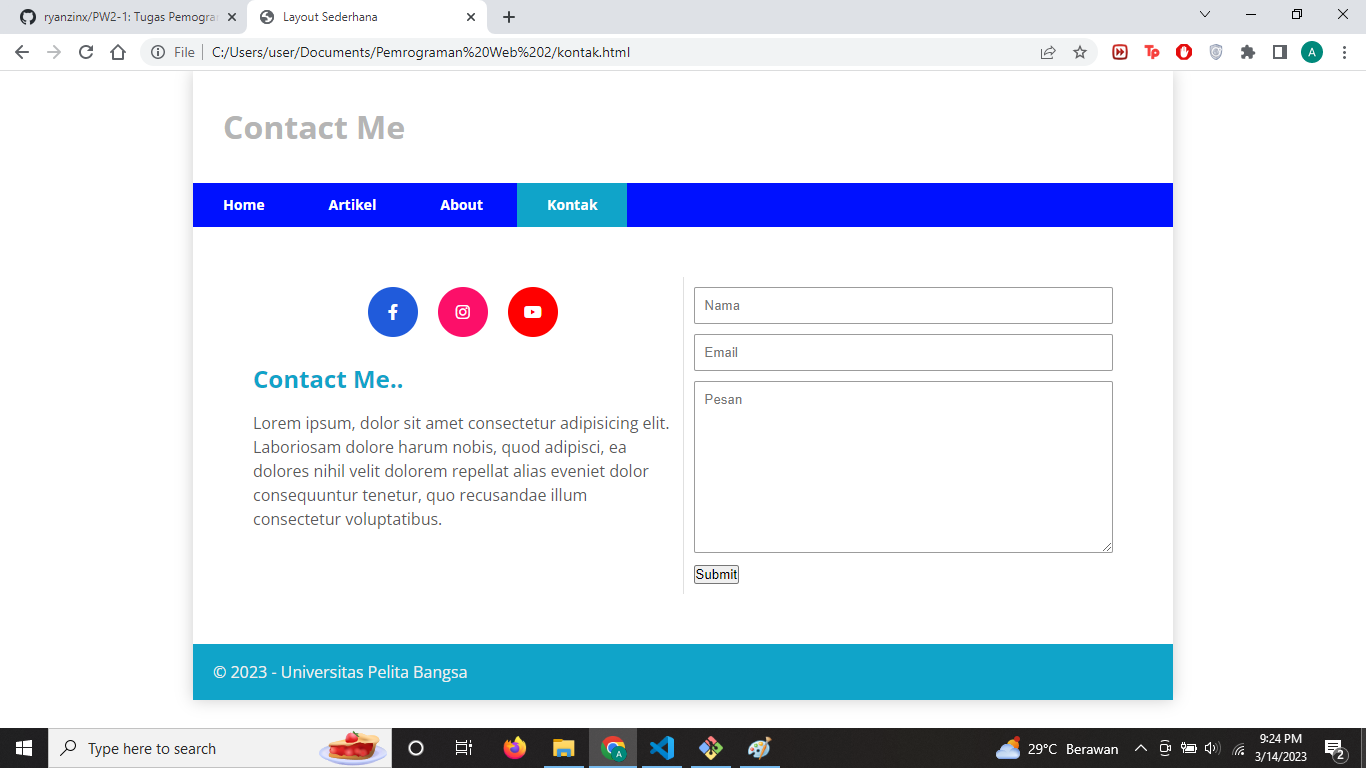 ryanzinx/PW2-1: Tugas Pemogra
Layout Sederhana
File
C:/Users/user/Documents/Pemrograman%20Web%202/kontak.html
Tp
A
Contact Me
Home Artikel About Kontak
Contact Me..
Lorem ipsum, dolor sit amet consectetur adipisicing elit.
Laboriosam dolore harum nobis, quod adipisci, ea
dolores nihil velit dolorem repellat alias eveniet dolor
consequuntur tenetur, quo recusandae illum
consectetur voluptatibus.
Nama
Email
Pesan
Submit
© 2023 - Universitas Pelita Bangsa
Type here to search
A
29°C Berawan
9:24 PM
3/14/2023
2